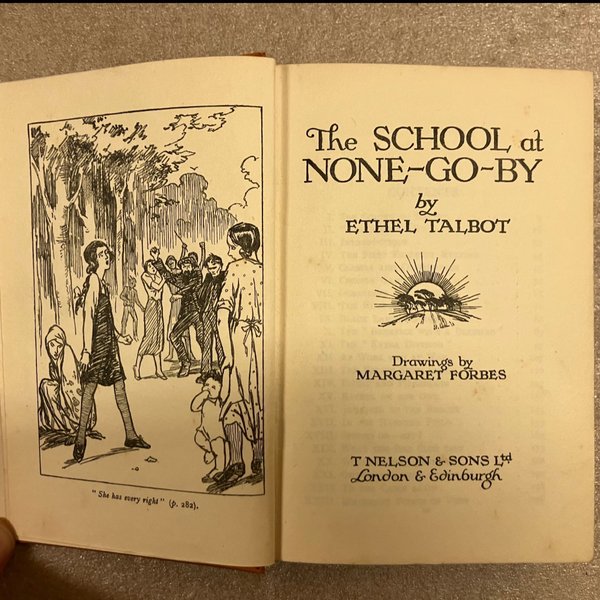 "She has every right" (p. 282).
The SCHOOL at
NONE-GO-BY
by
ETHEL TALBOT
Drawings by
MARGARET FORBES
T NELSON & SONS Ltd
London & Edinburgh